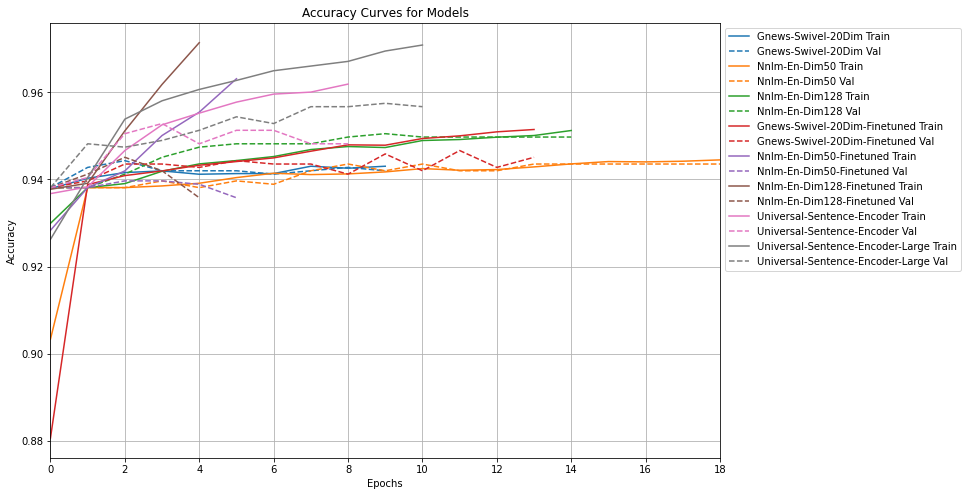 Accuracy Curves for Models
Accuracy
0.96
0.94
0.92
0.90
0.88
0
2
4
6
8
10
12
14
16
18
Epochs
Gnews-Swivel-20Dim Train
Gnews-Swivel-20Dim Val
Nnlm-En-Dim50 Train
Nnlm-En-Dim50 Val
Nnlm-En-Dim128 Train
Nnlm-En-Dim128 Val
Gnews-Swivel-20Dim-Finetuned Train
Gnews-Swivel-20Dim-Finetuned Val
Nnlm-En-Dim50-Finetuned Train
Nnlm-En-Dim50-Finetuned Val
Nnlm-En-Dim128-Finetuned Train
Nnlm-En-Dim128-Finetuned Val
Universal-Sentence-Encoder Train
Universal-Sentence-Encoder Val
Universal-Sentence-Encoder-Large Train
Universal-Sentence-Encoder-Large Val